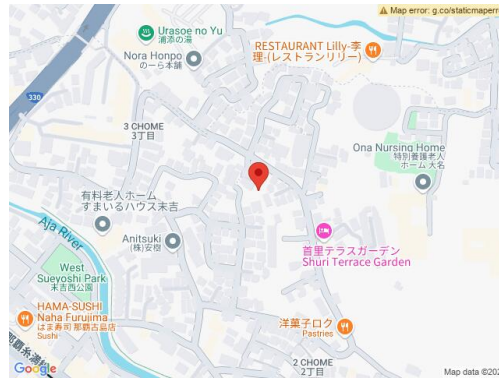 Map error: g.co/staticmaperr
Urasoe no Yu
浦添の湯
Nora Honpo
のーら本舗
RESTAURANT Lilly-李
理-(レストランリリー)
330
3 CHOME
3丁目
Ona Nursing Home
特別養護老人
ホーム 大名
有料老人ホーム
すまいるハウス末吉
Aja River
Anitsuki
(株)安樹
首里テラスガーデン
Shuri Terrace Garden
West
Sueyoshi Park
末吉西公園
HAMA-SUSHI
Naha Furujima
はま寿司 那覇古島店
Sushi
洋菓子ロク
Pastries
2 CHOME
2丁目
Google
Map data ©202